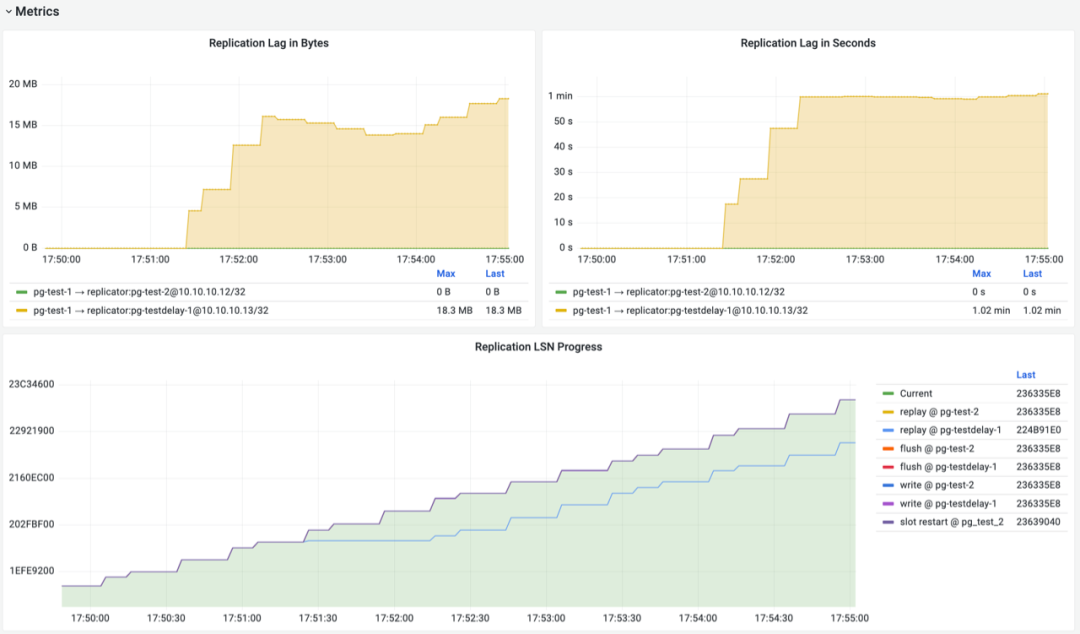 Metrics
Replication Lag in Bytes
20 MB
15 MB
10 MB
5 MB
0 B
17:50:00 17:51:00 17:52:00 17:53:00 17:54:00 17:55:00
Max Last
pg-test-1 → replicator:pg-test-2@10.10.10.12/32 0 B 0 B
pg-test-1 → replicator:pg-testdelay-1@10.10.10.13/32 18.3 MB 18.3 MB
Replication Lag in Seconds
1 min
50 s
40 s
30 s
20 s
10 s
0 s
17:50:00 17:51:00 17:52:00 17:53:00 17:54:00 17:55:00
Max Last
pg-test-1 → replicator:pg-test-2@10.10.10.12/32 0 s 0 s
pg-test-1 → replicator:pg-testdelay-1@10.10.10.13/32 1.02 min 1.02 min
Replication LSN Progress
23C34600
22921900
2160EC00
202FBF00
1EFE9200
17:50:00 17:50:30 17:51:00 17:51:30 17:52:00 17:52:30 17:53:00 17:53:30 17:54:00 17:54:30 17:55:00
Last
Current 236335E8
replay @ pg-test-2 236335E8
replay @ pg-testdelay-1 224B91E0
flush @ pg-test-2 236335E8
flush @ pg-testdelay-1 236335E8
write @ pg-test-2 236335E8
write @ pg-testdelay-1 236335E8
slot restart @ pg_test_2 23639040